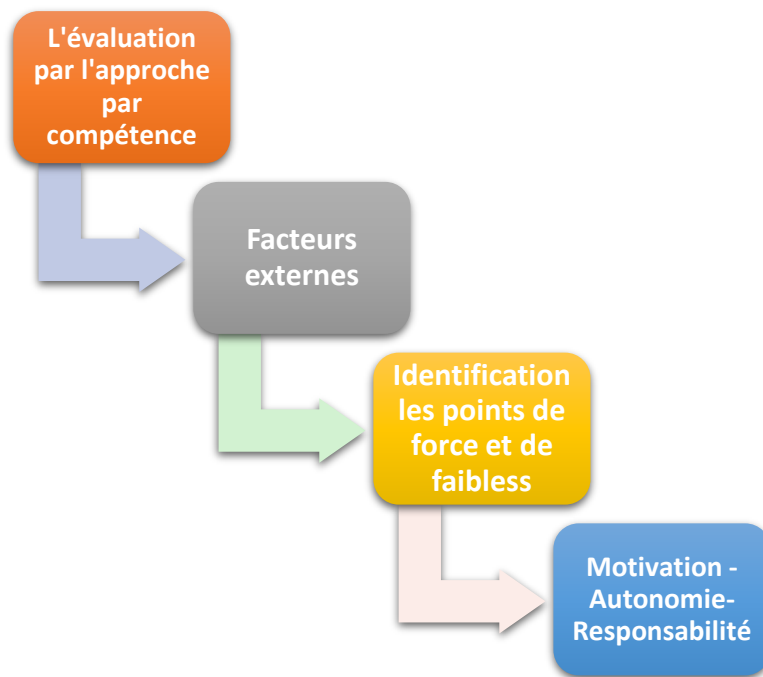 L'évaluation
par l'approche
par
compétence
Facteurs
externes
Identification
les points de
force et de
faibless
Motivation -
Autonomie-
Responsabilité